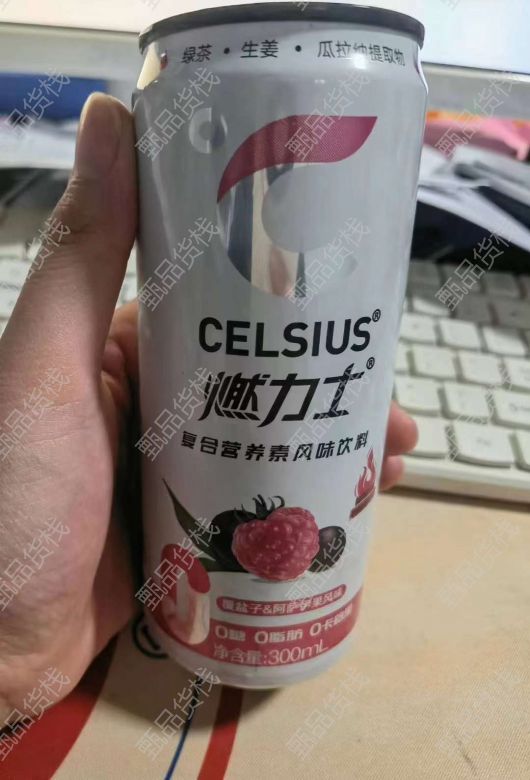 绿茶 · 生姜 · 瓜拉纳提取物
CELSIUS®
燃力士®
复合营养素风味饮料
覆盆子&阿萨伊果风味
0糖 0脂肪 0卡路里
净含量:300mL
甄品货栈